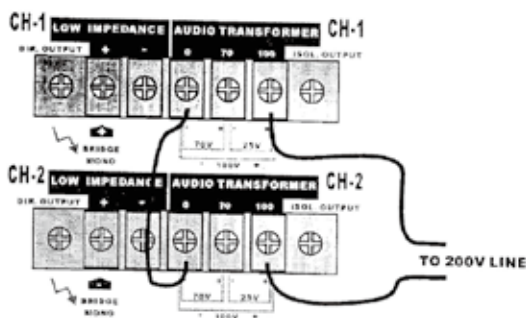 CH-1 LOW IMPEDANCE AUDIO TRANSFORMER CH-1
DIR. OUTPUT + - 0 70 100 ISOL. OUTPUT
BRIDGE
MONO
70V 25V
100V
CH-2 LOW IMPEDANCE AUDIO TRANSFORMER CH-2
DIR. OUTPUT + - 0 70 100 ISOL. OUTPUT
TO 200V LINE
BRIDGE
MONO
70V 25V
100V